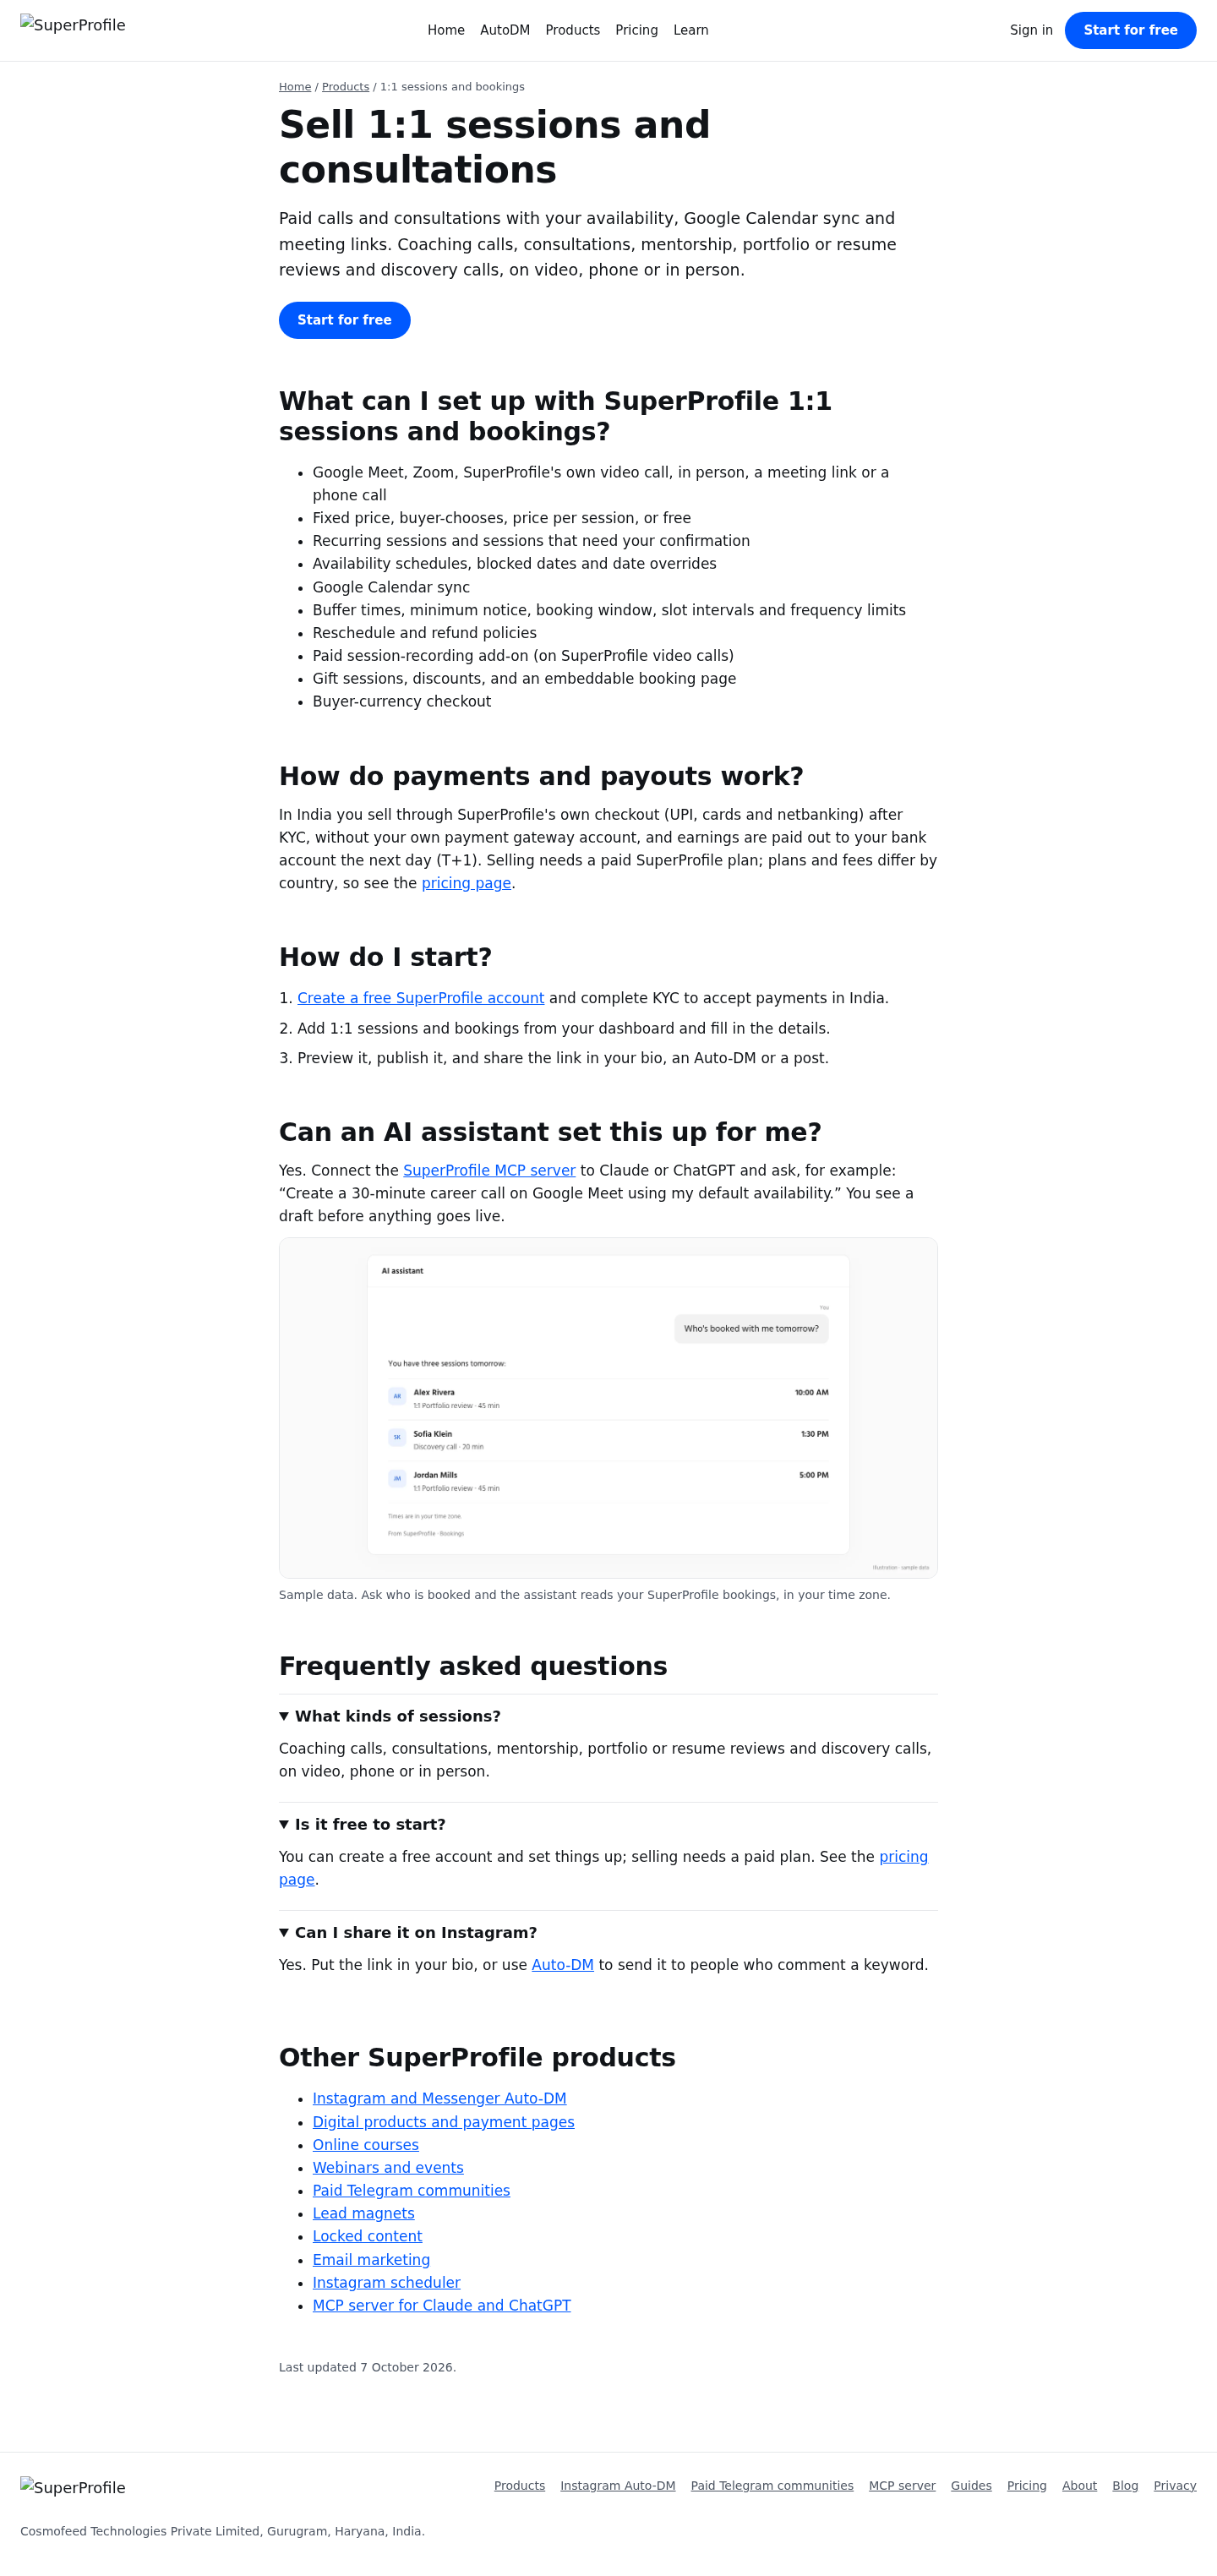 SuperProfile
Home AutoDM Products Pricing Learn
Sign in Start for free
Home / Products / 1:1 sessions and bookings
Sell 1:1 sessions and
consultations
Paid calls and consultations with your availability, Google Calendar sync and
meeting links. Coaching calls, consultations, mentorship, portfolio or resume
reviews and discovery calls, on video, phone or in person.
Start for free
What can I set up with SuperProfile 1:1
sessions and bookings?
• Google Meet, Zoom, SuperProfile's own video call, in person, a meeting link or a
phone call
• Fixed price, buyer-chooses, price per session, or free
• Recurring sessions and sessions that need your confirmation
• Availability schedules, blocked dates and date overrides
• Google Calendar sync
• Buffer times, minimum notice, booking window, slot intervals and frequency limits
• Reschedule and refund policies
• Paid session-recording add-on (on SuperProfile video calls)
• Gift sessions, discounts, and an embeddable booking page
• Buyer-currency checkout
How do payments and payouts work?
In India you sell through SuperProfile's own checkout (UPI, cards and netbanking) after
KYC, without your own payment gateway account, and earnings are paid out to your bank
account the next day (T+1). Selling needs a paid SuperProfile plan; plans and fees differ by
country, so see the pricing page.
How do I start?
1. Create a free SuperProfile account and complete KYC to accept payments in India.
2. Add 1:1 sessions and bookings from your dashboard and fill in the details.
3. Preview it, publish it, and share the link in your bio, an Auto-DM or a post.
Can an AI assistant set this up for me?
Yes. Connect the SuperProfile MCP server to Claude or ChatGPT and ask, for example:
“Create a 30-minute career call on Google Meet using my default availability.” You see a
draft before anything goes live.
AI assistant
You
Who's booked with me tomorrow?
You have three sessions tomorrow:
AR Alex Rivera 10:00 AM
1:1 Portfolio review · 45 min
SK Sofia Klein 1:30 PM
Discovery call · 20 min
JM Jordan Mills 5:00 PM
1:1 Portfolio review · 45 min
Times are in your time zone.
From SuperProfile · Bookings
Illustration · sample data
Sample data. Ask who is booked and the assistant reads your SuperProfile bookings, in your time zone.
Frequently asked questions
▼ What kinds of sessions?
Coaching calls, consultations, mentorship, portfolio or resume reviews and discovery calls,
on video, phone or in person.
▼ Is it free to start?
You can create a free account and set things up; selling needs a paid plan. See the pricing
page.
▼ Can I share it on Instagram?
Yes. Put the link in your bio, or use Auto-DM to send it to people who comment a keyword.
Other SuperProfile products
• Instagram and Messenger Auto-DM
• Digital products and payment pages
• Online courses
• Webinars and events
• Paid Telegram communities
• Lead magnets
• Locked content
• Email marketing
• Instagram scheduler
• MCP server for Claude and ChatGPT
Last updated 7 October 2026.
SuperProfile
Products Instagram Auto-DM Paid Telegram communities MCP server Guides Pricing About Blog Privacy
Cosmofeed Technologies Private Limited, Gurugram, Haryana, India.